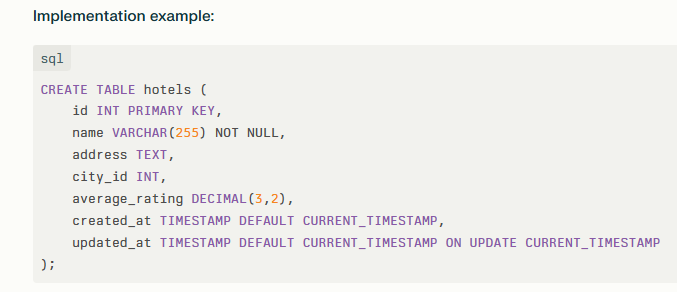 Implementation example:
sql
CREATE TABLE hotels (
    id INT PRIMARY KEY,
    name VARCHAR(255) NOT NULL,
    address TEXT,
    city_id INT,
    average_rating DECIMAL(3,2),
    created_at TIMESTAMP DEFAULT CURRENT_TIMESTAMP,
    updated_at TIMESTAMP DEFAULT CURRENT_TIMESTAMP ON UPDATE CURRENT_TIMESTAMP
);